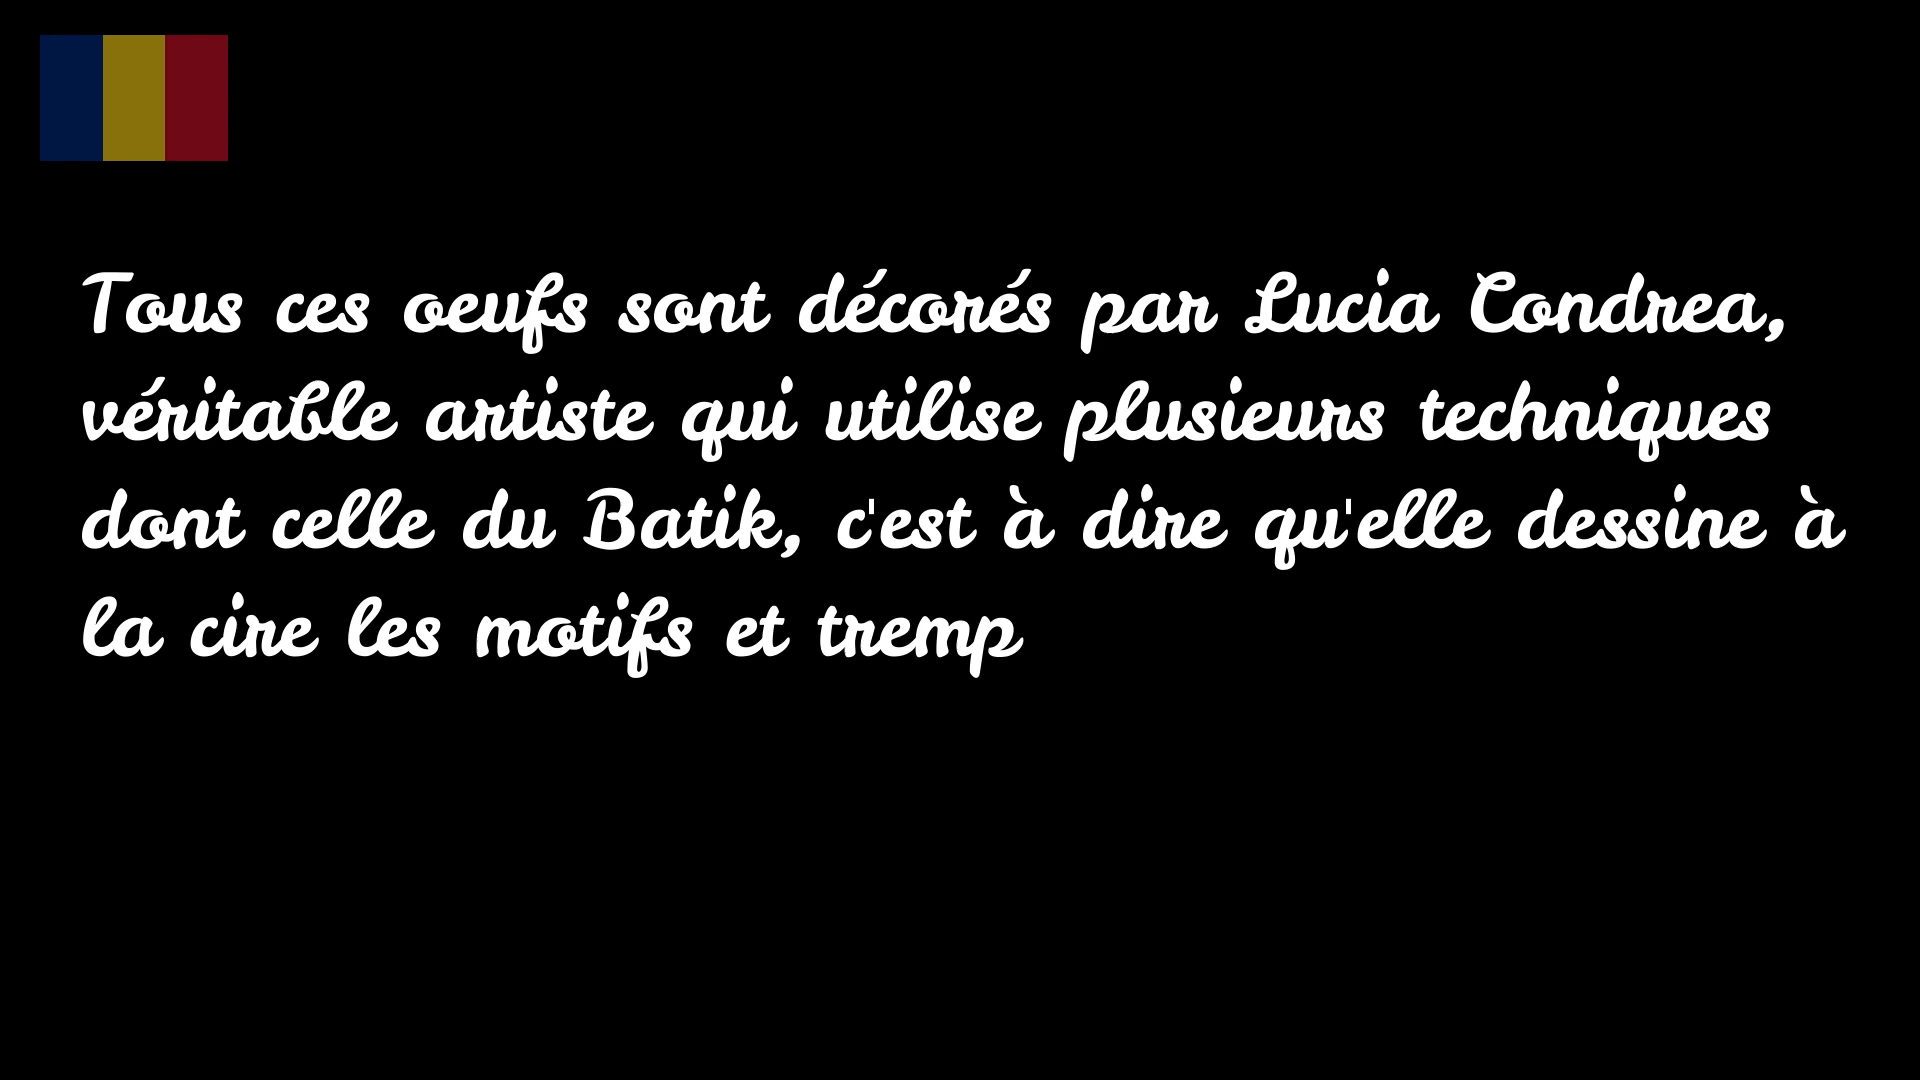 Tous ces oeufs sont décorés par Lucia Condrea,
véritable artiste qui utilise plusieurs techniques
dont celle du Batik, c'est à dire qu'elle dessine à
la cire les motifs et tremp